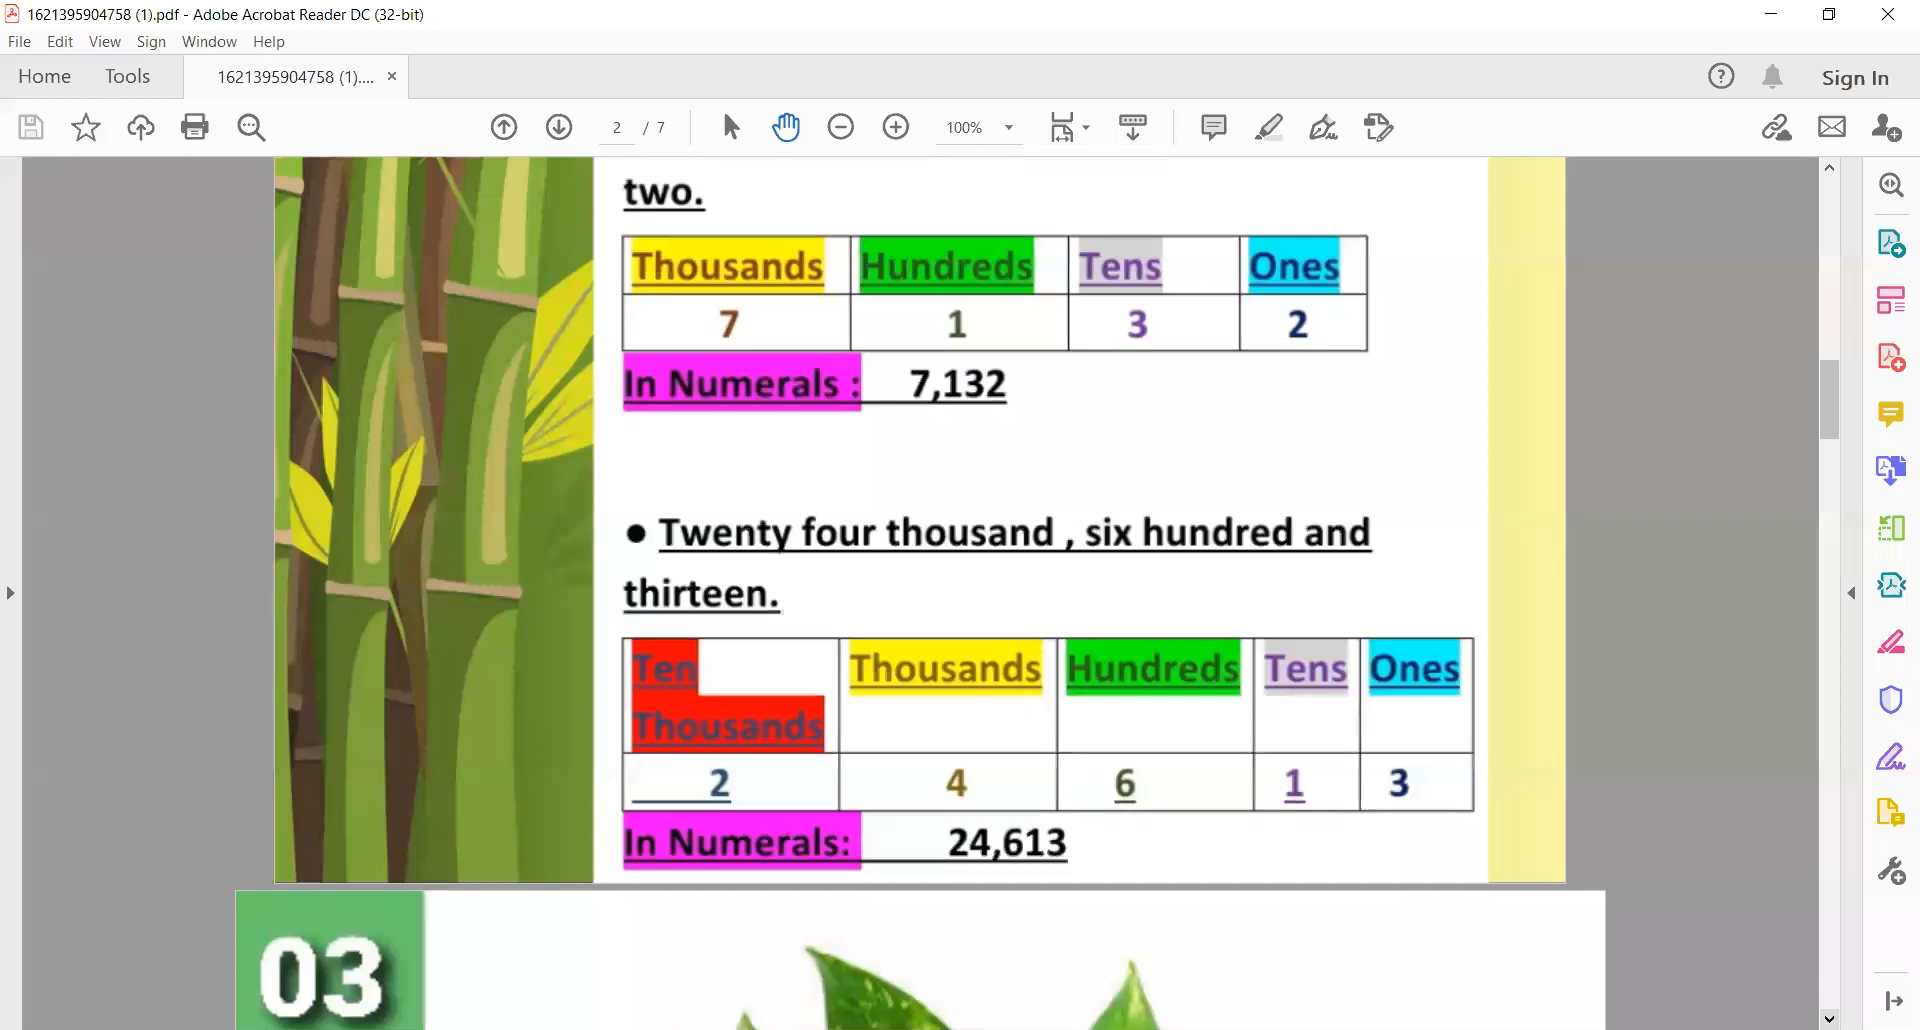 1621395904758 (1).pdf - Adobe Acrobat Reader DC (32-bit)
File Edit View Sign Window Help
Home Tools 1621395904758 (1).... × Sign In
2 / 7 100%
two.
Thousands Hundreds Tens Ones
7 1 3 2
In Numerals : 7,132
● Twenty four thousand , six hundred and
thirteen.
Ten Thousands Hundreds Tens Ones
Thousands
2 4 6 1 3
In Numerals: 24,613
03